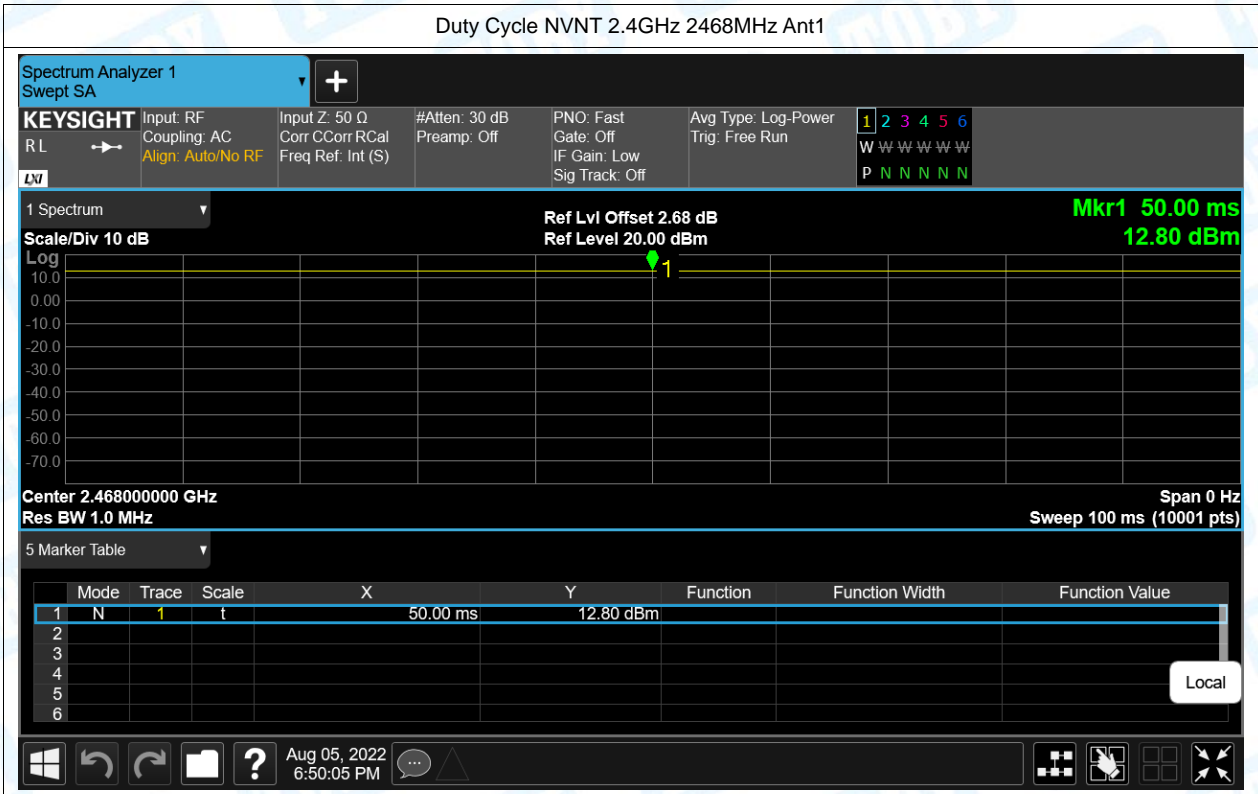 Duty Cycle NVNT 2.4GHz 2468MHz Ant1
Spectrum Analyzer 1
Swept SA
KEYSIGHT
R L
LXI
Input: RF
Coupling: AC
Align: Auto/No RF
Input Z: 50 Ω
Corr CCorr RCal
Freq Ref: Int (S)
#Atten: 30 dB
Preamp: Off
PNO: Fast
Gate: Off
IF Gain: Low
Sig Track: Off
Avg Type: Log-Power
Trig: Free Run
1 2 3 4 5 6
W W W W W W
P N N N N N
1 Spectrum
Scale/Div 10 dB
Ref Lvl Offset 2.68 dB
Ref Level 20.00 dBm
Mkr1 50.00 ms
12.80 dBm
Log
10.0
0.00
-10.0
-20.0
-30.0
-40.0
-50.0
-60.0
-70.0
1
Center 2.468000000 GHz
Res BW 1.0 MHz
Span 0 Hz
Sweep 100 ms (10001 pts)
5 Marker Table
Mode Trace Scale X Y Function Function Width Function Value
1 N 1 t 50.00 ms 12.80 dBm
2
3
4
5
6
Local
?
Aug 05, 2022
6:50:05 PM